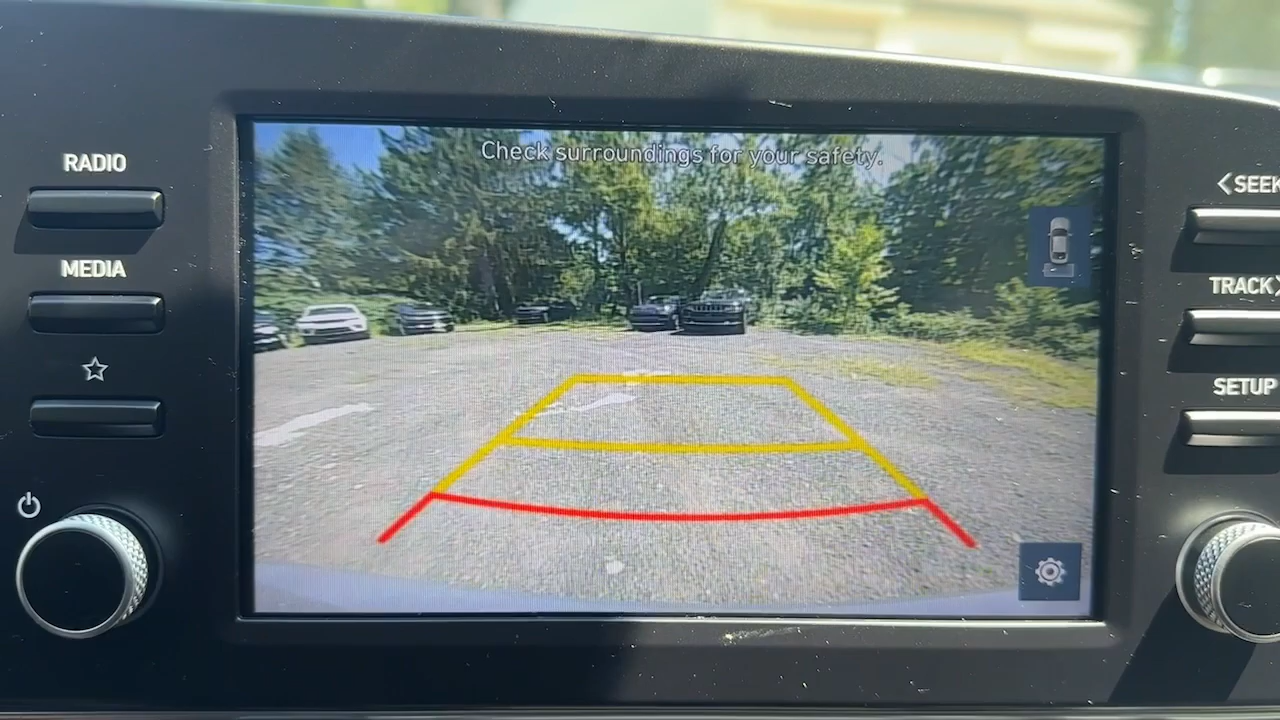 Check surroundings for your safety.
RADIO
MEDIA
<SEEK
TRACK>
SETUP